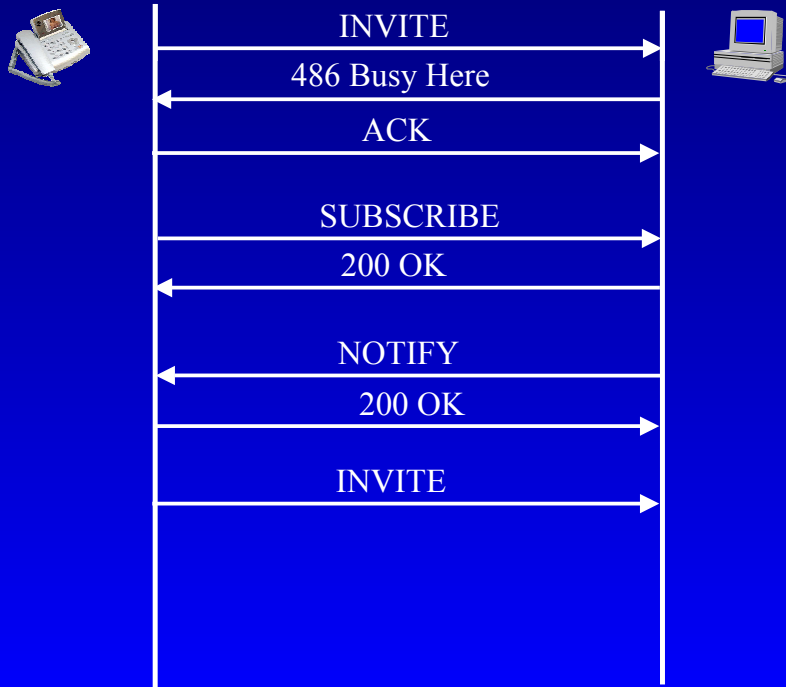 INVITE
486 Busy Here
ACK
SUBSCRIBE
200 OK
NOTIFY
200 OK
INVITE